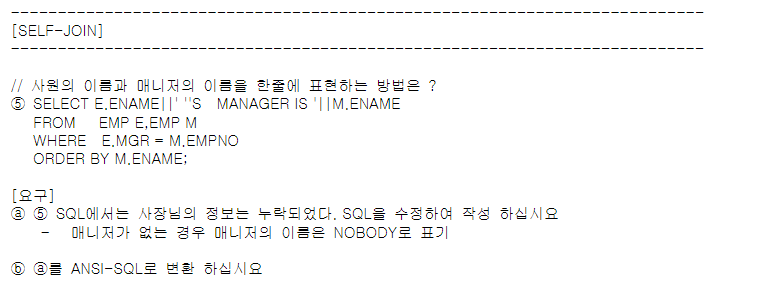 --------------------------------------------------------------------------
[SELF-JOIN]
--------------------------------------------------------------------------
// 사원의 이름과 매니저의 이름을 한줄에 표현하는 방법은 ?
⑤ SELECT E.ENAME||' ''S   MANAGER IS '||M.ENAME
FROM    EMP E,EMP M
WHERE   E.MGR = M.EMPNO
ORDER BY M.ENAME;
[요구]
ⓐ ⑤ SQL에서는 사장님의 정보는 누락되었다. SQL을 수정하여 작성 하십시요
-   매니저가 없는 경우 매니저의 이름은 NOBODY로 표기
ⓑ ⓐ를 ANSI-SQL로 변환 하십시요